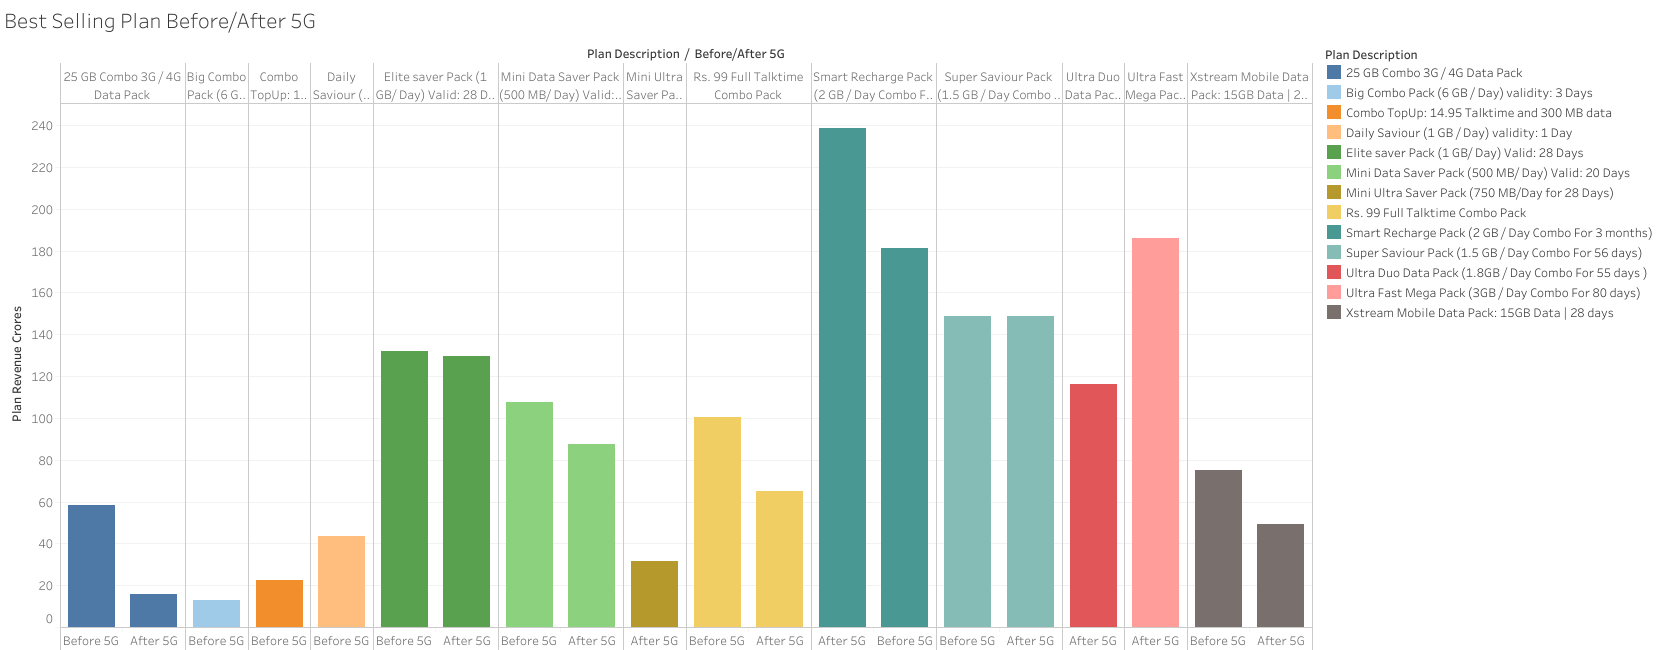 Best Selling Plan Before/After 5G
Plan Description / Before/After 5G
25 GB Combo 3G / 4G
Data Pack
Big Combo
Pack (6 G..
Combo
TopUp: 1..
Daily
Saviour (..
Elite saver Pack (1
GB/ Day) Valid: 28 D..
Mini Data Saver Pack
(500 MB/ Day) Valid:..
Mini Ultra
Saver Pa..
Rs. 99 Full Talktime
Combo Pack
Smart Recharge Pack
(2 GB / Day Combo F..
Super Saviour Pack
(1.5 GB / Day Combo ..
Ultra Duo
Data Pac..
Ultra Fast
Mega Pac..
Xstream Mobile Data
Pack: 15GB Data | 2..
240
220
200
180
160
140
120
100
80
60
40
20
0
Plan Revenue Crores
Before 5G After 5G Before 5G Before 5G Before 5G Before 5G After 5G Before 5G After 5G After 5G Before 5G After 5G After 5G Before 5G Before 5G After 5G After 5G After 5G Before 5G After 5G
Plan Description
25 GB Combo 3G / 4G Data Pack
Big Combo Pack (6 GB / Day) validity: 3 Days
Combo TopUp: 14.95 Talktime and 300 MB data
Daily Saviour (1 GB / Day) validity: 1 Day
Elite saver Pack (1 GB/ Day) Valid: 28 Days
Mini Data Saver Pack (500 MB/ Day) Valid: 20 Days
Mini Ultra Saver Pack (750 MB/Day for 28 Days)
Rs. 99 Full Talktime Combo Pack
Smart Recharge Pack (2 GB / Day Combo For 3 months)
Super Saviour Pack (1.5 GB / Day Combo For 56 days)
Ultra Duo Data Pack (1.8GB / Day Combo For 55 days )
Ultra Fast Mega Pack (3GB / Day Combo For 80 days)
Xstream Mobile Data Pack: 15GB Data | 28 days